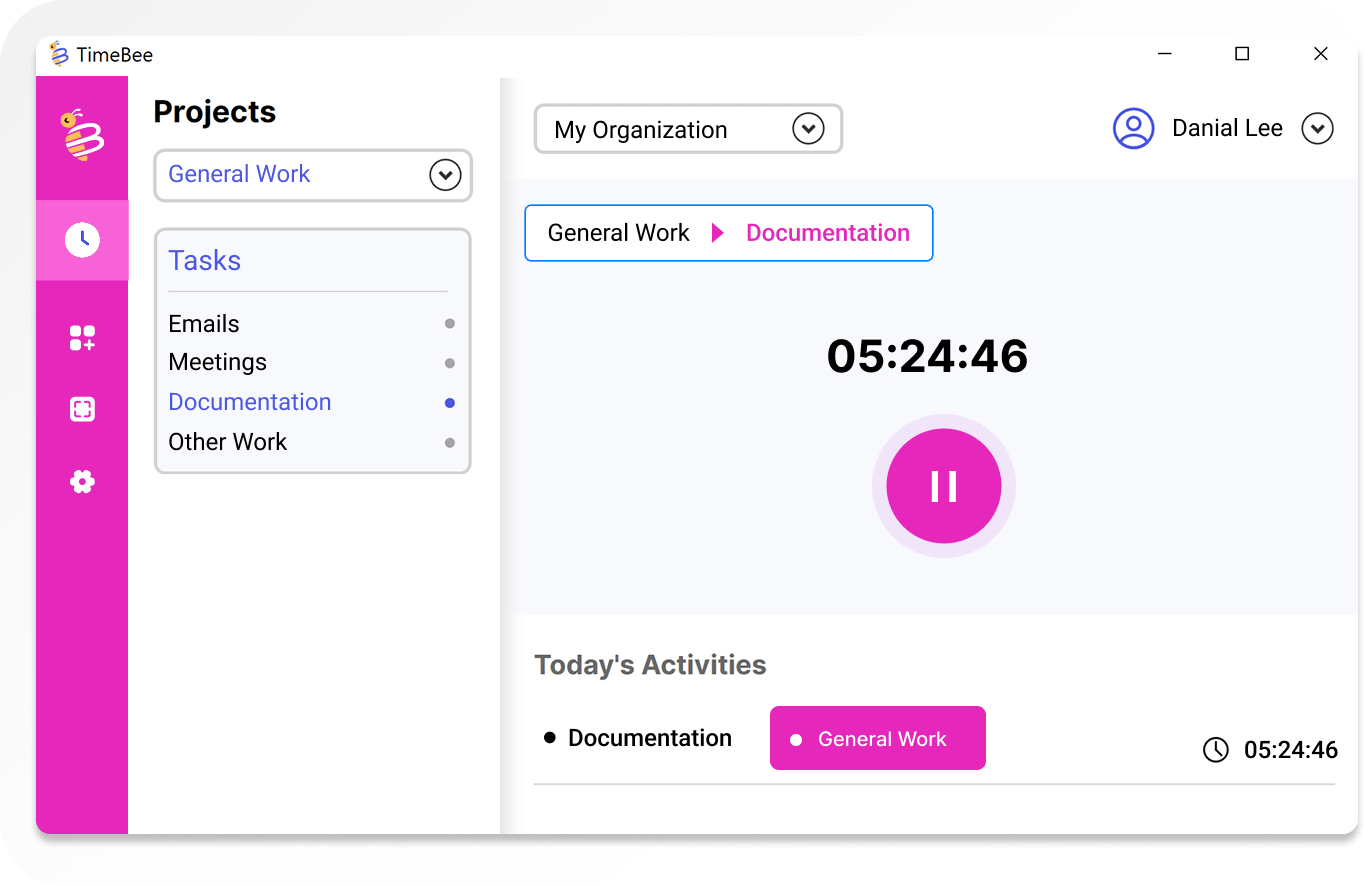 TimeBee
Projects
General Work
Tasks
Emails
Meetings
Documentation
Other Work
My Organization
Danial Lee
General Work Documentation
05:24:46
Today's Activities
Documentation General Work 05:24:46